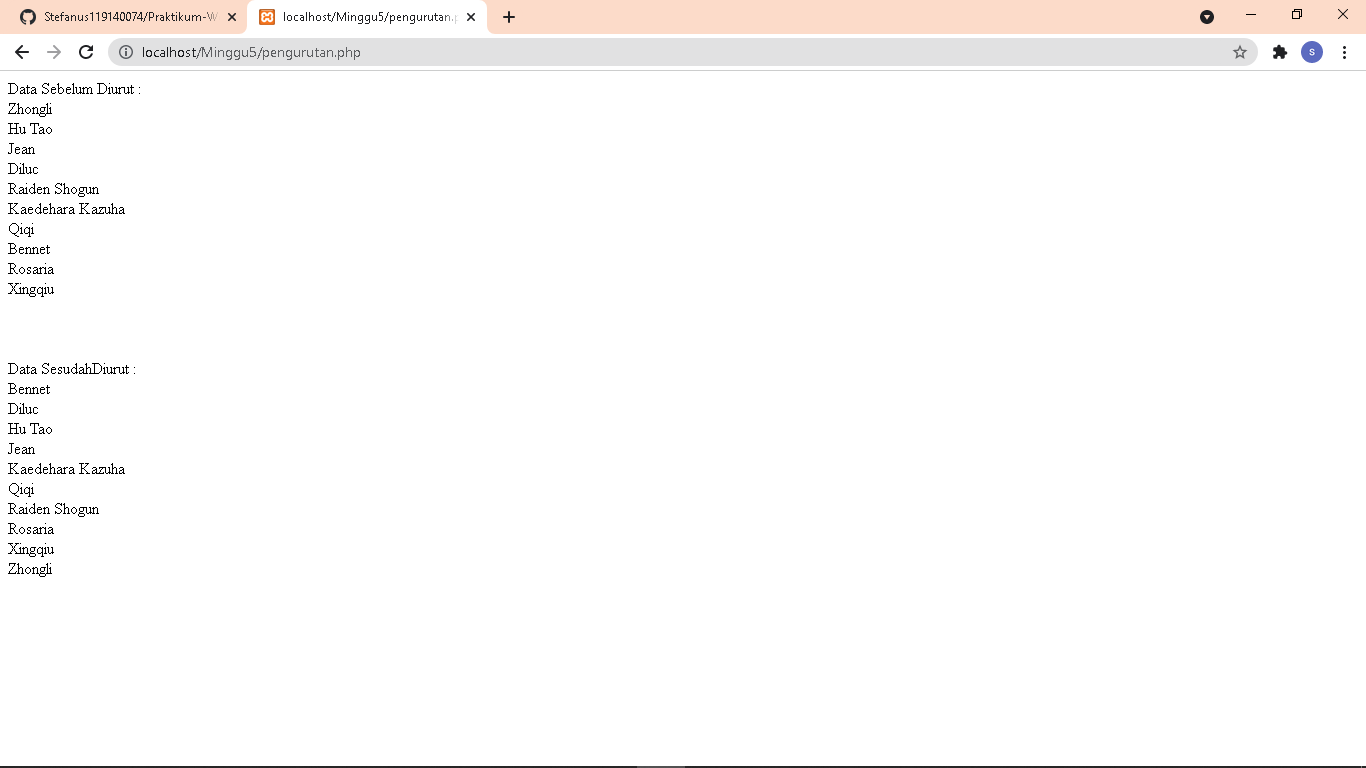 Stefanus119140074/Praktikum-W
localhost/Minggu5/pengurutan.p
localhost/Minggu5/pengurutan.php
S
Data Sebelum Diurut :
Zhongli
Hu Tao
Jean
Diluc
Raiden Shogun
Kaedehara Kazuha
Qiqi
Bennet
Rosaria
Xingqiu
Data SesudahDiurut :
Bennet
Diluc
Hu Tao
Jean
Kaedehara Kazuha
Qiqi
Raiden Shogun
Rosaria
Xingqiu
Zhongli